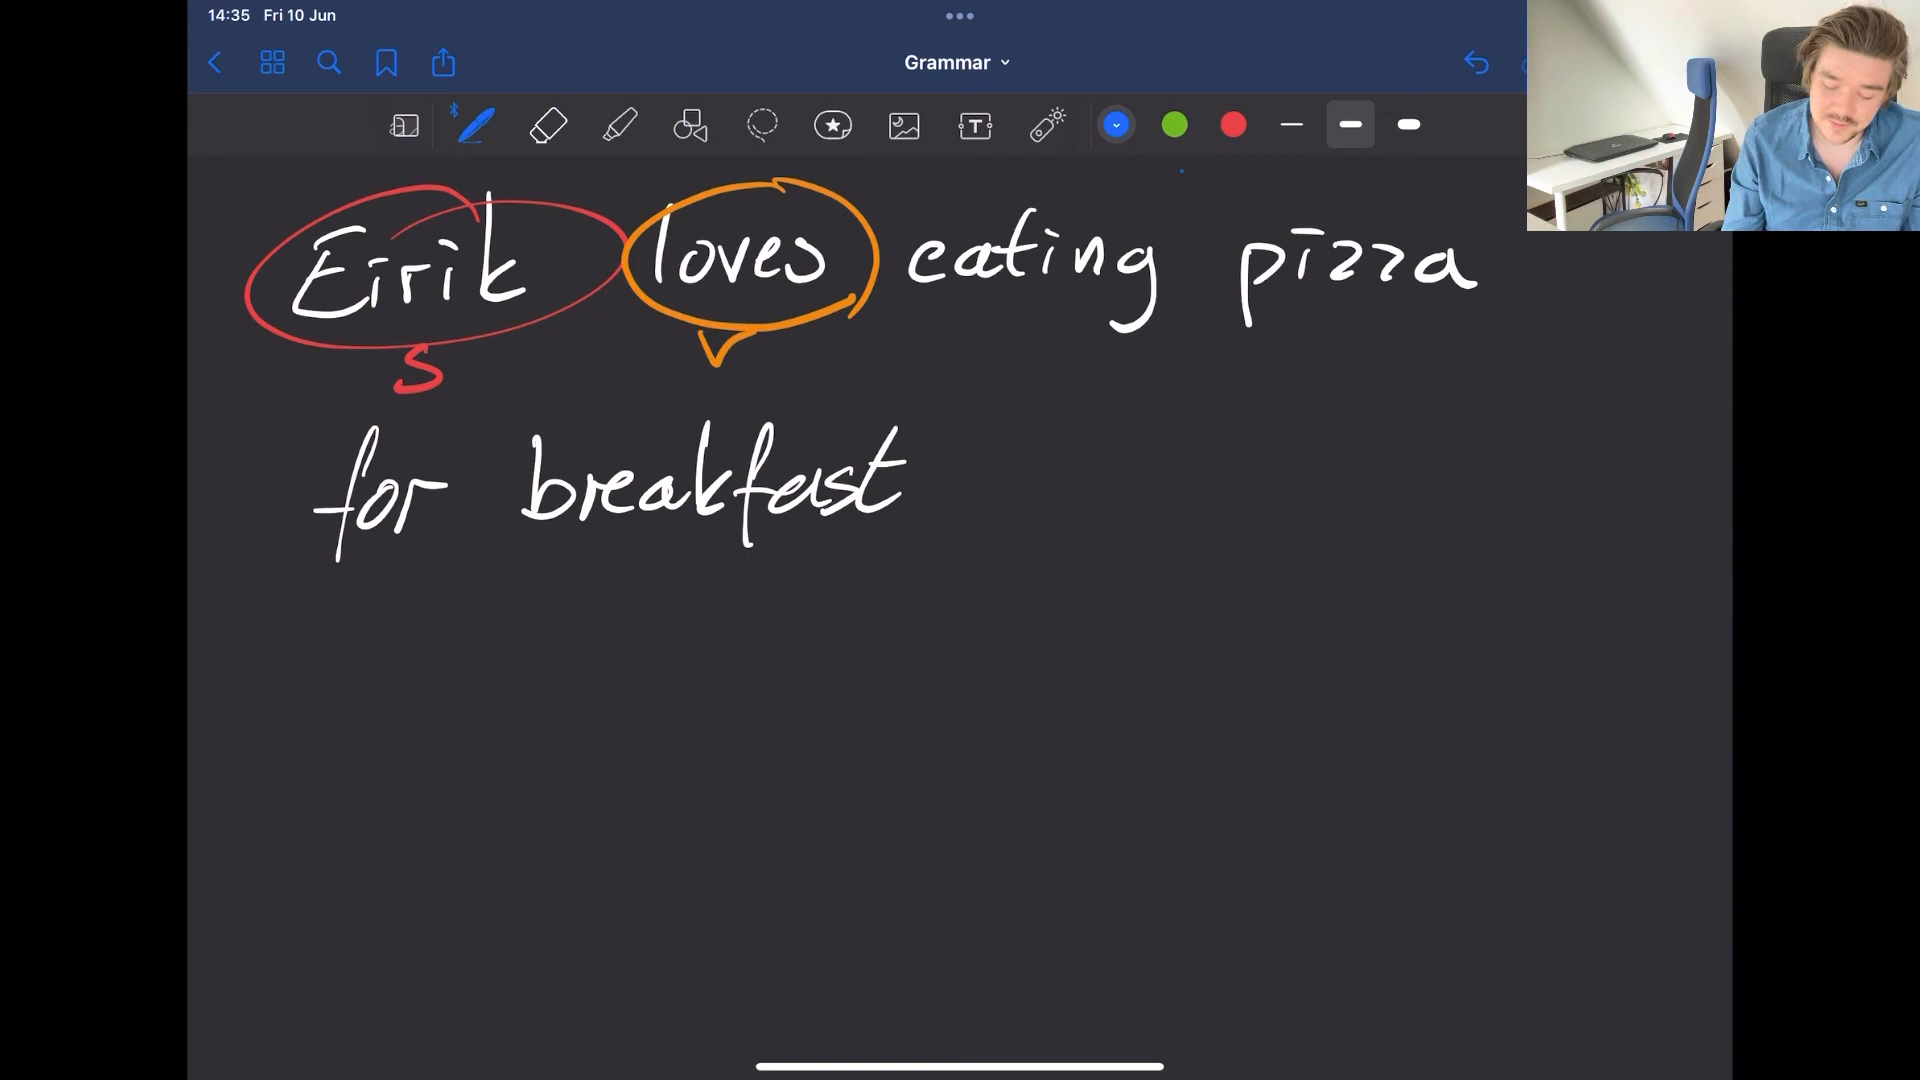 14:35 Fri 10 Jun
Grammar
T
Eirik loves eating pizza
S V
for breakfast